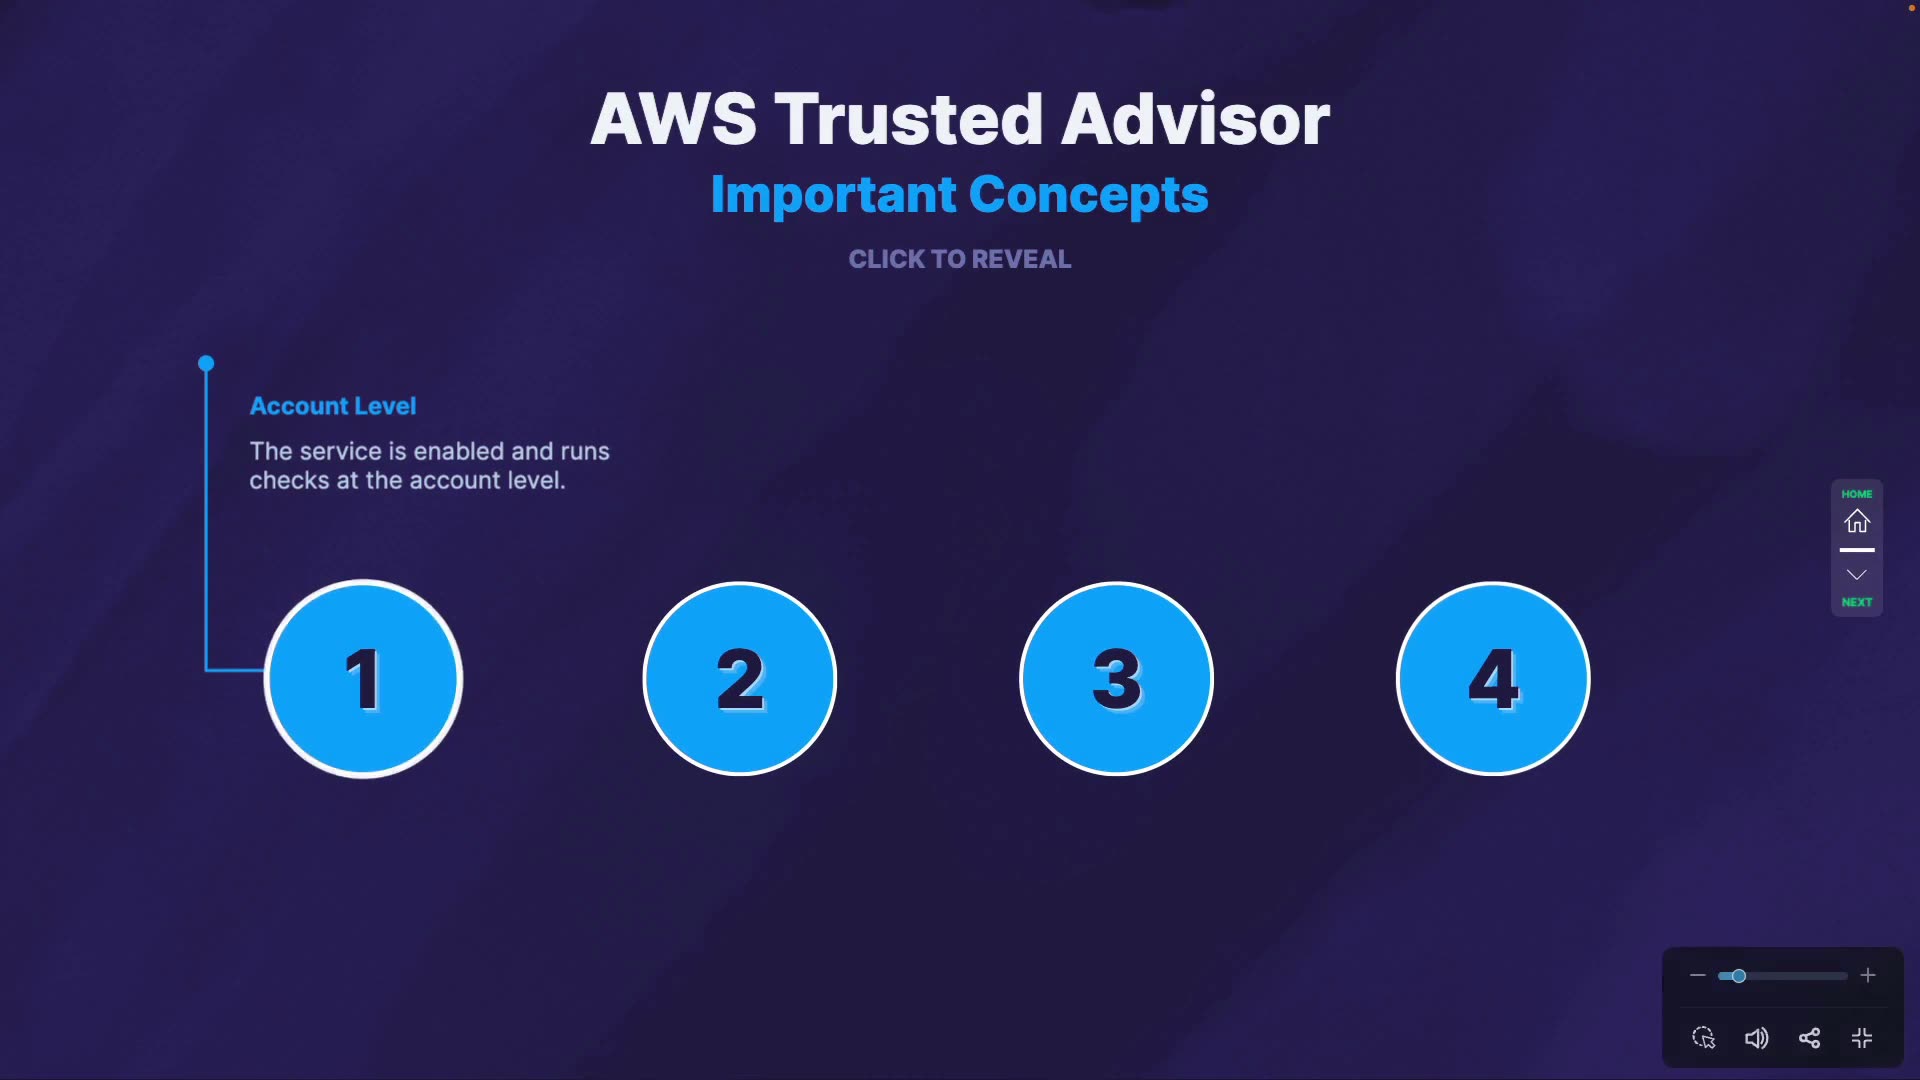 AWS Trusted Advisor
Important Concepts
CLICK TO REVEAL
Account Level
The service is enabled and runs
checks at the account level.
HOME
NEXT
1
2
3
4